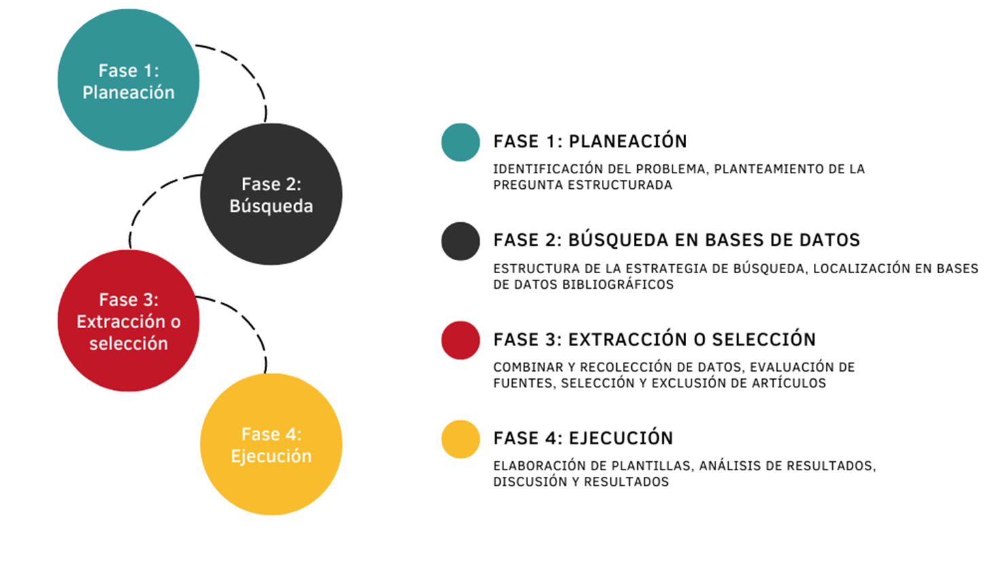 Fase 1:
Planeación
Fase 2:
Búsqueda
Fase 3:
Extracción o
selección
Fase 4:
Ejecución
FASE 1: PLANEACIÓN
IDENTIFICACIÓN DEL PROBLEMA, PLANTEAMIENTO DE LA
PREGUNTA ESTRUCTURADA
FASE 2: BÚSQUEDA EN BASES DE DATOS
ESTRUCTURA DE LA ESTRATEGIA DE BÚSQUEDA, LOCALIZACIÓN EN BASES
DE DATOS BIBLIOGRÁFICOS
FASE 3: EXTRACCIÓN O SELECCIÓN
COMBINAR Y RECOLECCIÓN DE DATOS, EVALUACIÓN DE
FUENTES, SELECCIÓN Y EXCLUSIÓN DE ARTÍCULOS
FASE 4: EJECUCIÓN
ELABORACIÓN DE PLANTILLAS, ANÁLISIS DE RESULTADOS,
DISCUSIÓN Y RESULTADOS